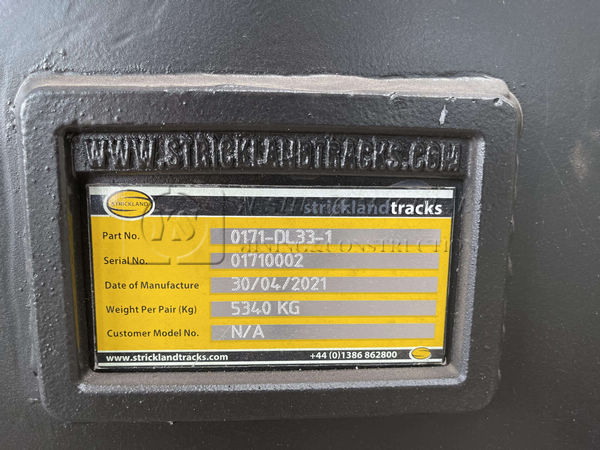 WWW.STRICKLANDTRACKS.COM
STRICKLAND
stricklandtracks
Part No. 0171-DL33-1
Serial No. 01710002
Date of Manufacture 30/04/2021
Weight Per Pair (Kg) 5340 KG
Customer Model No. N/A
www.stricklandtracks.com +44 (0)1386 862800